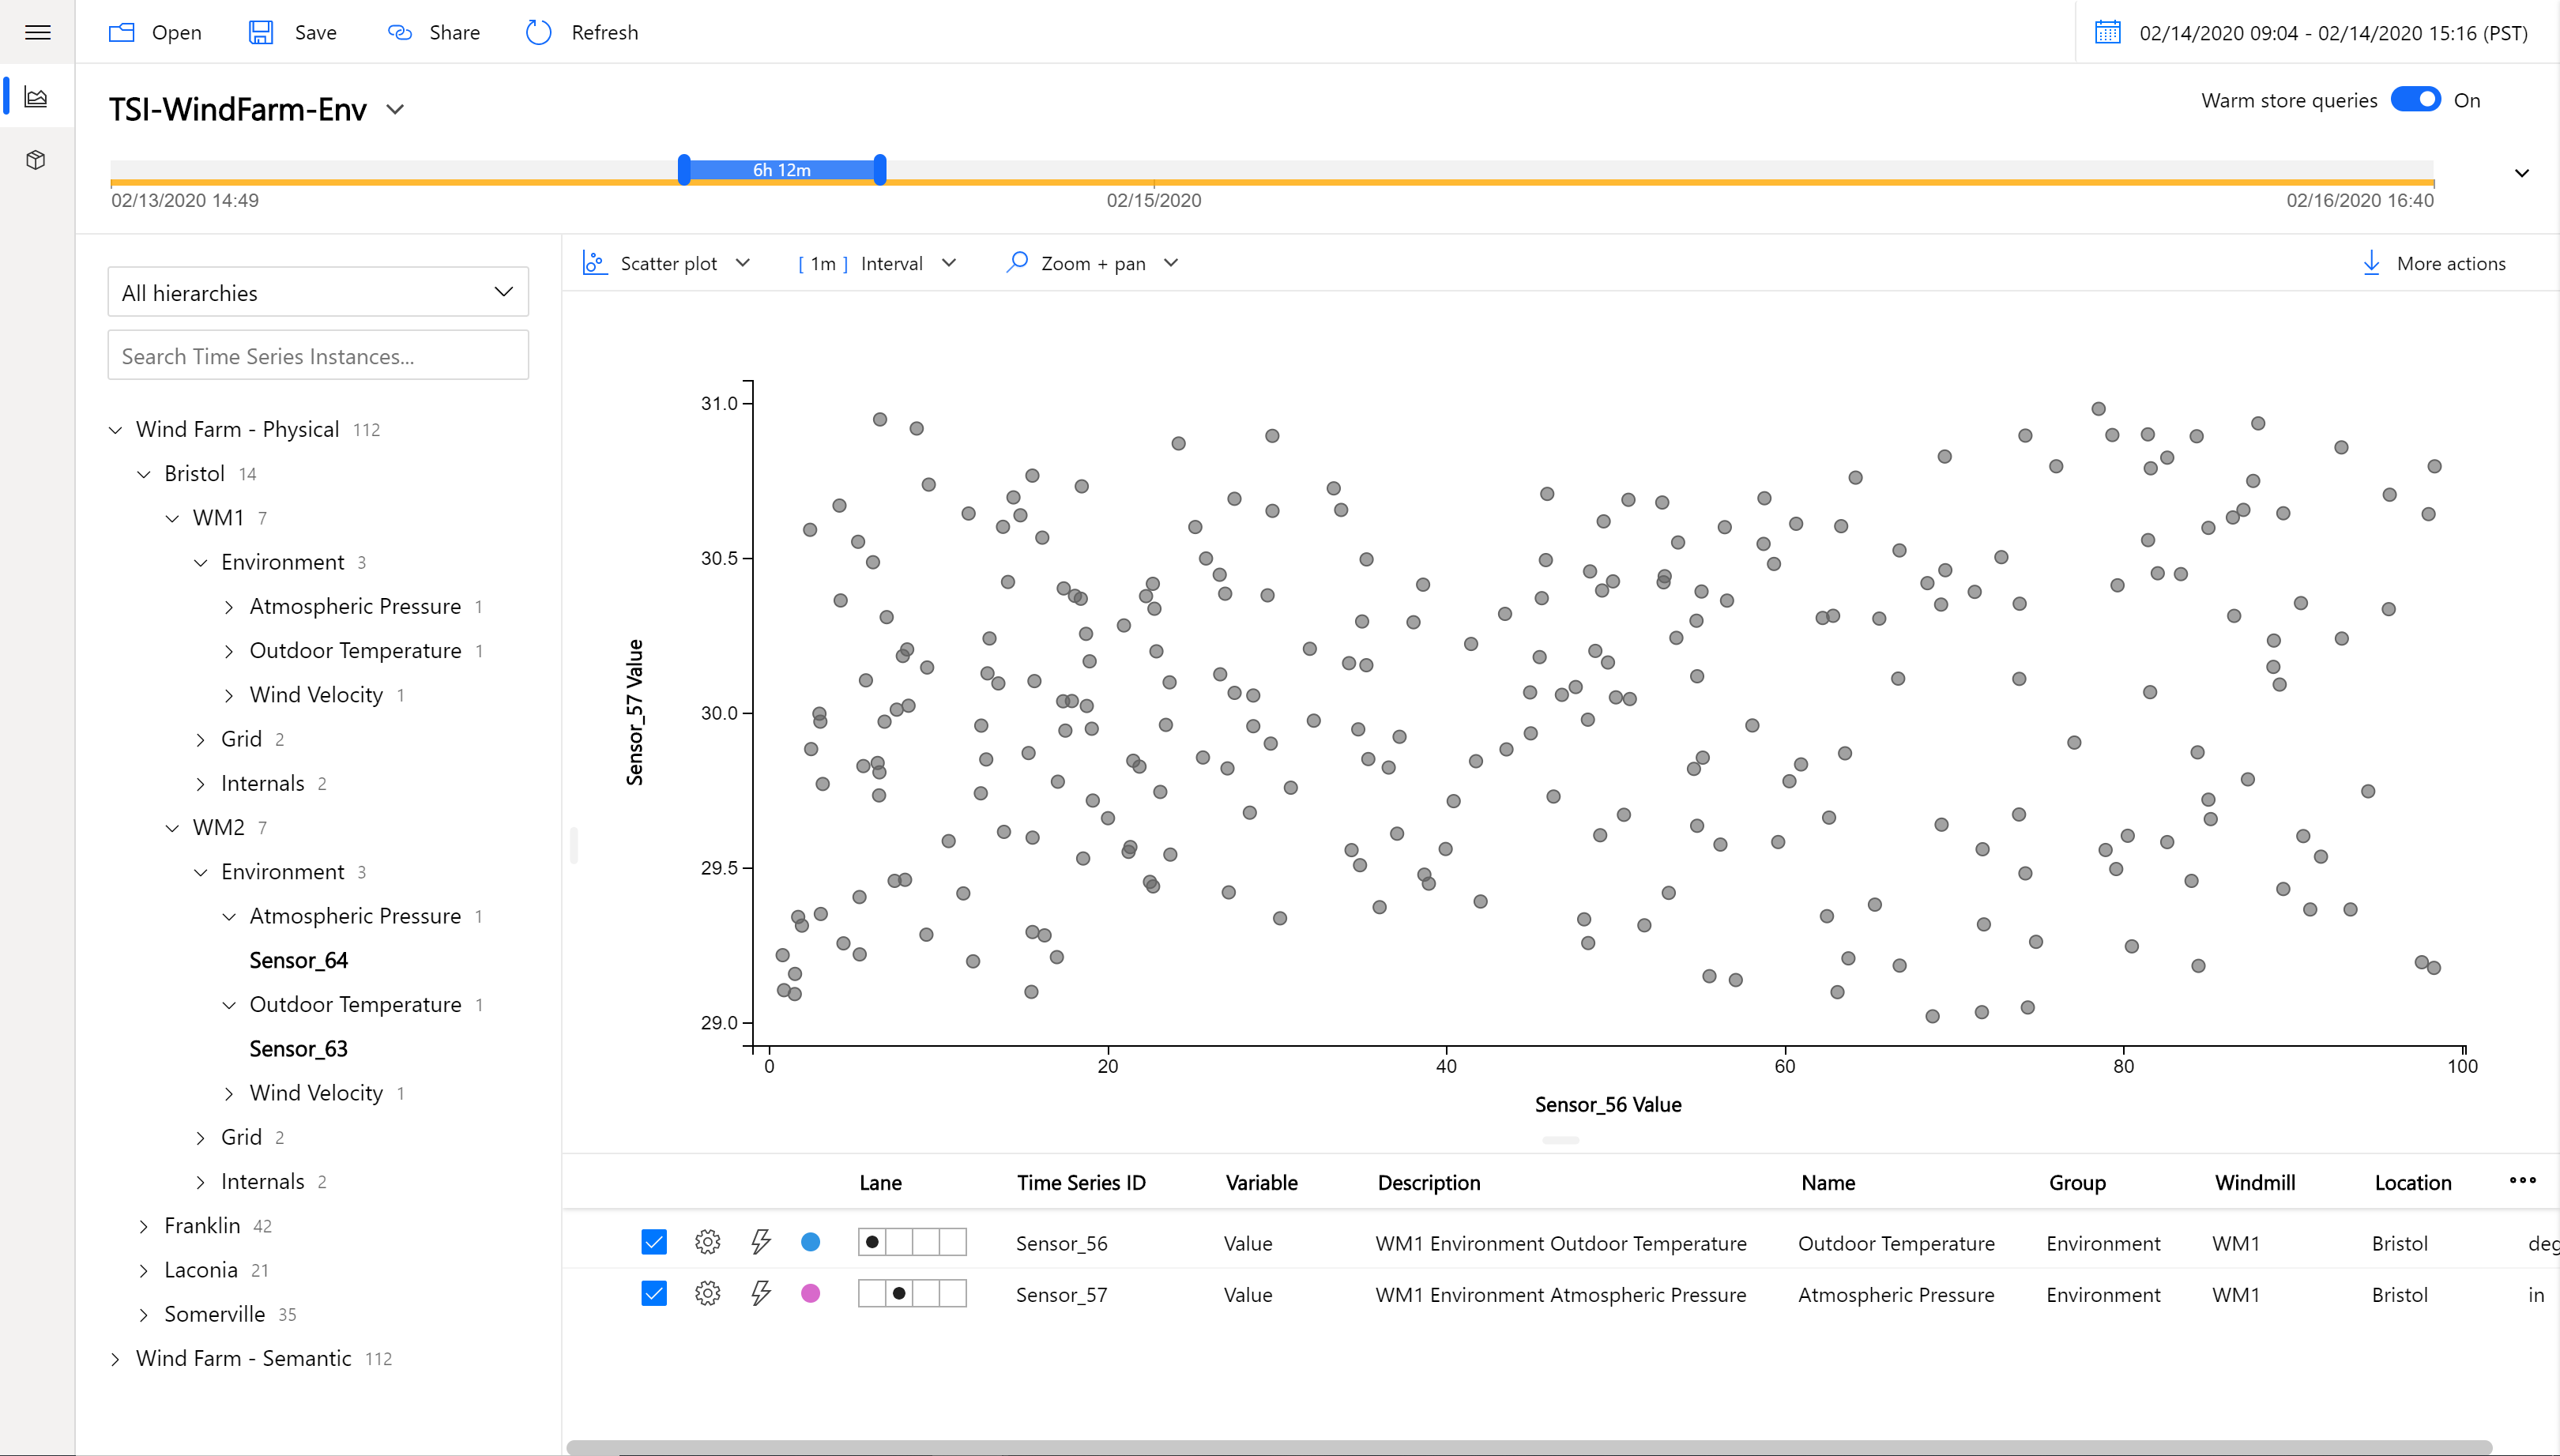 Open Save Share Refresh 02/14/2020 09:04 - 02/14/2020 15:16 (PST)
TSI-WindFarm-Env
Warm store queries On
6h 12m
02/13/2020 14:49 02/15/2020 02/16/2020 16:40
All hierarchies
Search Time Series Instances...
Wind Farm - Physical 112
Bristol 14
WM1 7
Environment 3
Atmospheric Pressure 1
Outdoor Temperature 1
Wind Velocity 1
Grid 2
Internals 2
WM2 7
Environment 3
Atmospheric Pressure 1
Sensor_64
Outdoor Temperature 1
Sensor_63
Wind Velocity 1
Grid 2
Internals 2
Franklin 42
Laconia 21
Somerville 35
Wind Farm - Semantic 112
Scatter plot [ 1m ] Interval Zoom + pan More actions
Sensor_57 Value
31.0
30.5
30.0
29.5
29.0
0 20 40 60 80 100
Sensor_56 Value
Lane Time Series ID Variable Description Name Group Windmill Location
Sensor_56 Value WM1 Environment Outdoor Temperature Outdoor Temperature Environment WM1 Bristol deg
Sensor_57 Value WM1 Environment Atmospheric Pressure Atmospheric Pressure Environment WM1 Bristol in